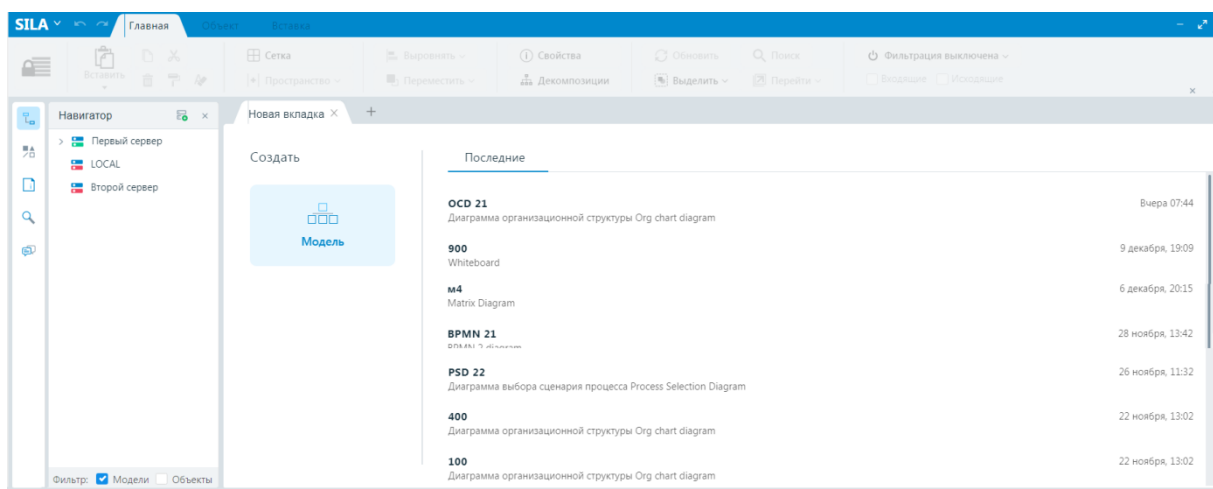 SILA Главная Объект Вставка
Вставить
Сетка
Пространство
Выровнять
Переместить
Свойства
Декомпозиции
Обновить
Выделить
Поиск
Перейти
Фильтрация выключена
Входящие Исходящие
Навигатор
Первый сервер
LOCAL
Второй сервер
Фильтр: Модели Объекты
Новая вкладка
Создать
Модель
Последние
OCD 21 Вчера 07:44
Диаграмма организационной структуры Org chart diagram
900 9 декабря, 19:09
Whiteboard
м4 6 декабря, 20:15
Matrix Diagram
BPMN 21 28 ноября, 13:42
BPMN 2 diagram
PSD 22 26 ноября, 11:32
Диаграмма выбора сценария процесса Process Selection Diagram
400 22 ноября, 13:02
Диаграмма организационной структуры Org chart diagram
100 22 ноября, 13:02
Диаграмма организационной структуры Org chart diagram